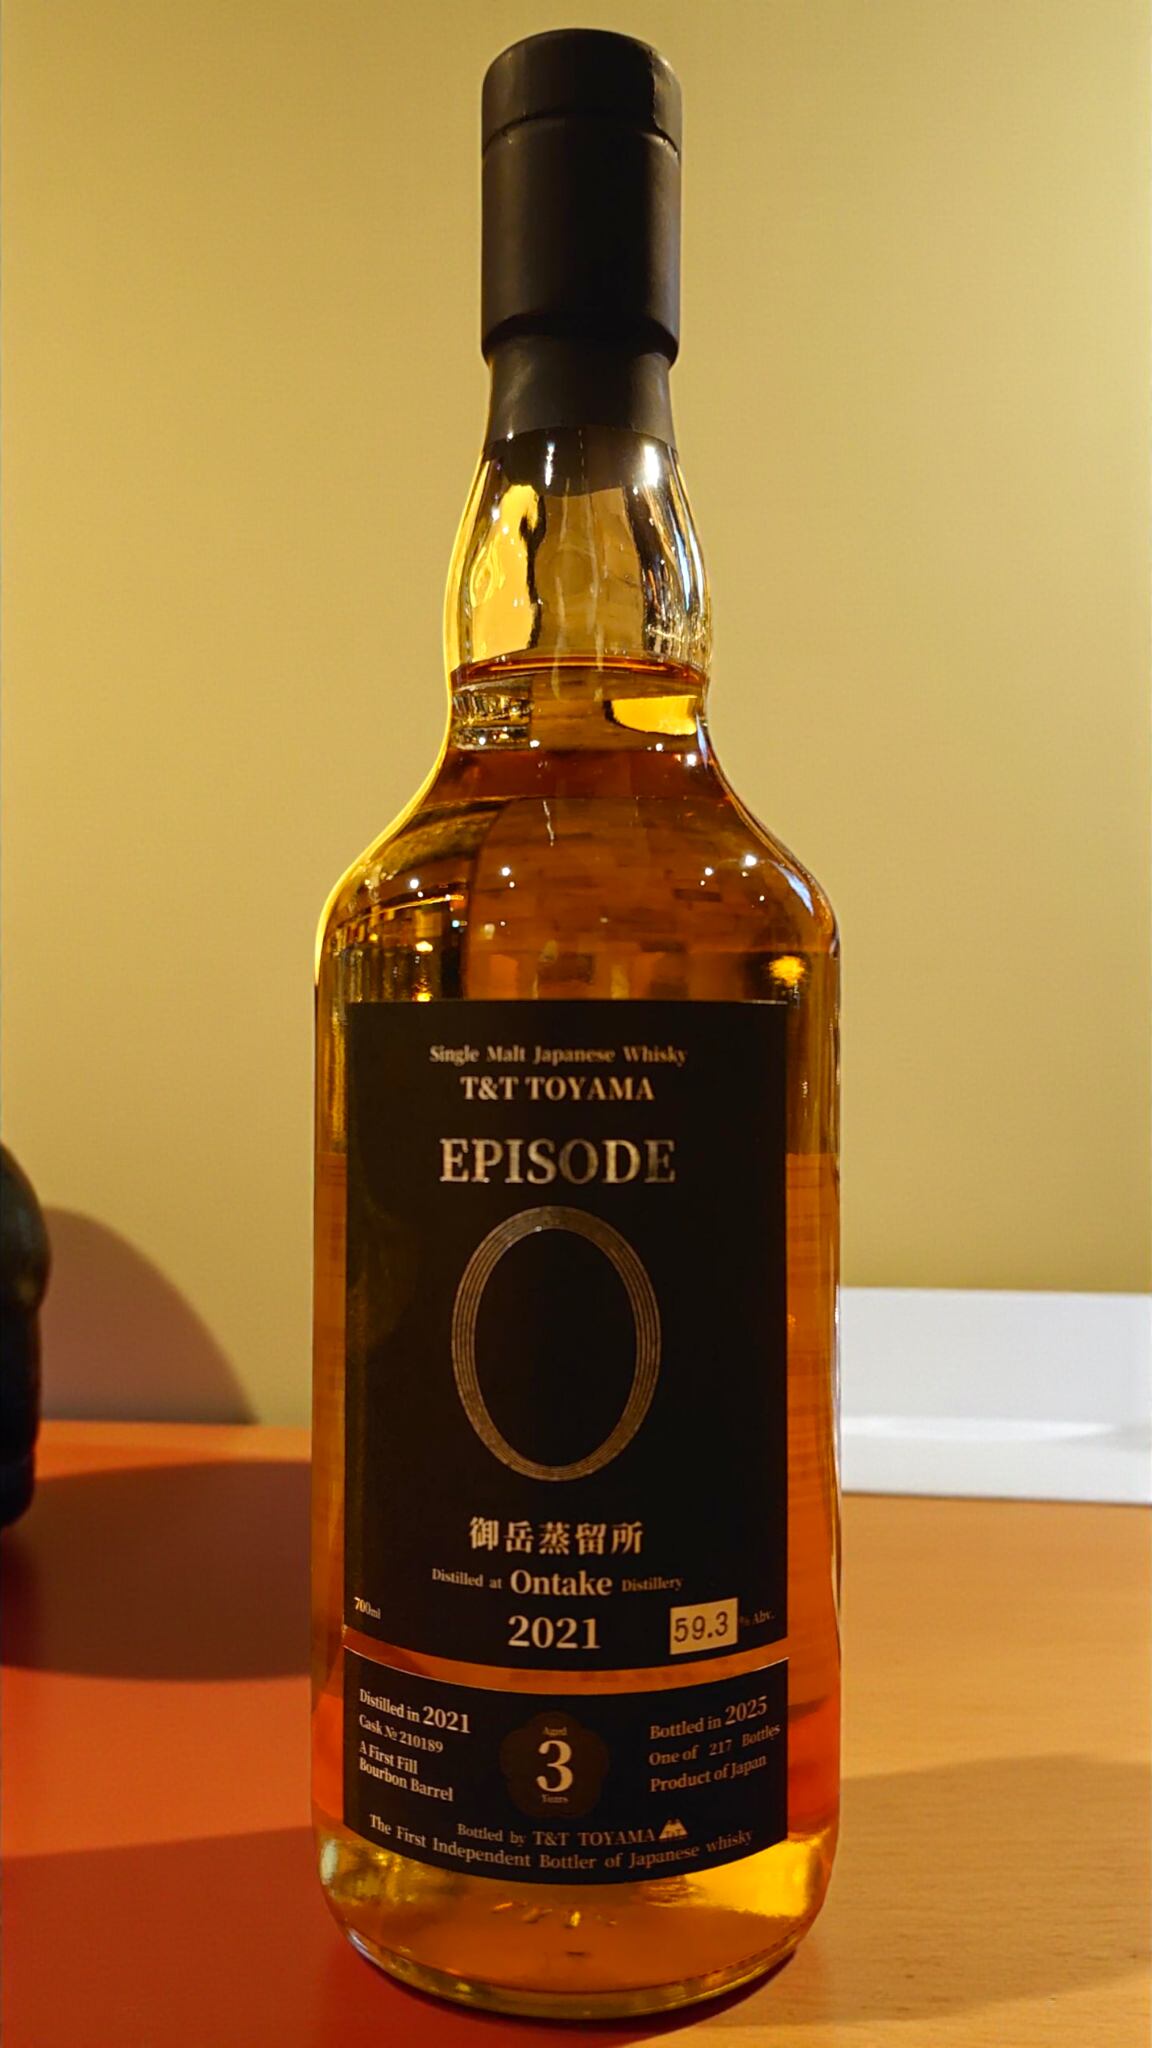 Single Malt Japanese Whisky
T&T TOYAMA
EPISODE
0
御岳蒸留所
Distilled at Ontake Distillery
700ml
2021
59.3 % Abv.
Distilled in 2021
Cask № 210189
A First Fill
Bourbon Barrel
Aged
3
Years
Bottled in 2025
One of 217 Bottles
Product of Japan
Bottled by T&T TOYAMA
The First Independent Bottler of Japanese whisky